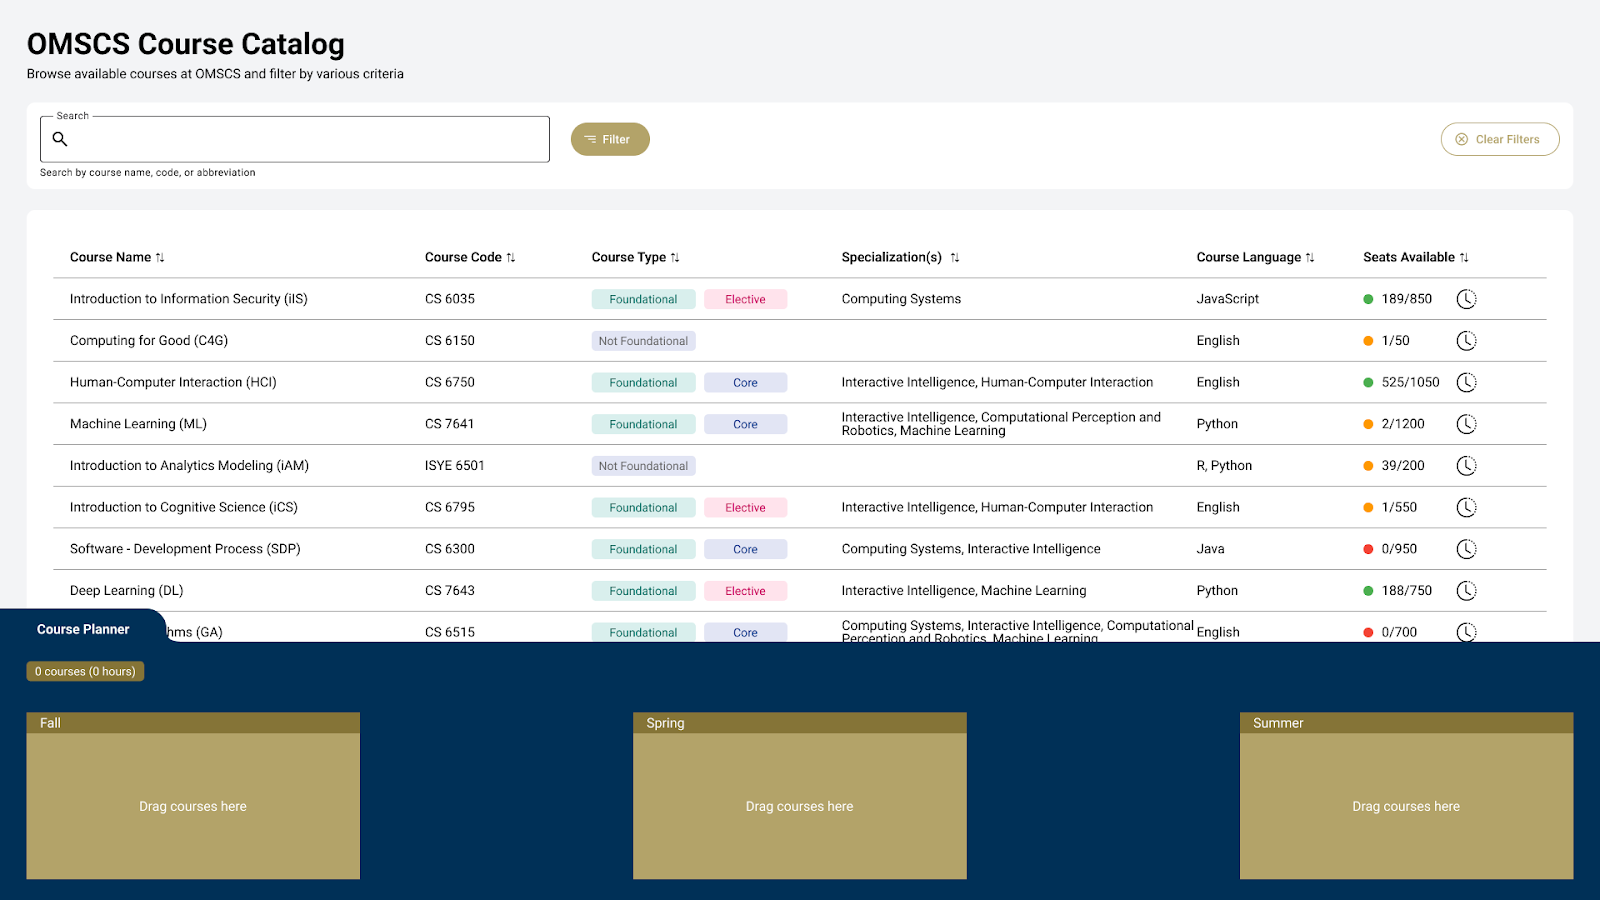 OMSCS Course Catalog
Browse available courses at OMSCS and filter by various criteria
Search
Filter
Clear Filters
Search by course name, code, or abbreviation
Course Name Course Code Course Type Specialization(s) Course Language Seats Available
Introduction to Information Security (iIS) CS 6035 Foundational Elective Computing Systems JavaScript 189/850
Computing for Good (C4G) CS 6150 Not Foundational English 1/50
Human-Computer Interaction (HCI) CS 6750 Foundational Core Interactive Intelligence, Human-Computer Interaction English 525/1050
Machine Learning (ML) CS 7641 Foundational Core Interactive Intelligence, Computational Perception and
Robotics, Machine Learning Python 2/1200
Introduction to Analytics Modeling (iAM) ISYE 6501 Not Foundational R, Python 39/200
Introduction to Cognitive Science (iCS) CS 6795 Foundational Elective Interactive Intelligence, Human-Computer Interaction English 1/550
Software - Development Process (SDP) CS 6300 Foundational Core Computing Systems, Interactive Intelligence Java 0/950
Deep Learning (DL) CS 7643 Foundational Elective Interactive Intelligence, Machine Learning Python 188/750
hms (GA) CS 6515 Foundational Core Computing Systems, Interactive Intelligence, Computational
Perception and Robotics, Machine Learning English 0/700
Course Planner
0 courses (0 hours)
Fall
Drag courses here
Spring
Drag courses here
Summer
Drag courses here